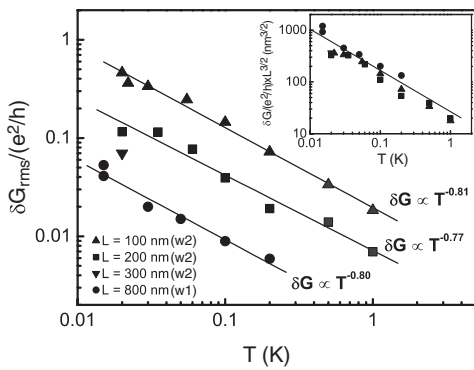 δG_rms/(e²/h)
1
0.1
0.01
0.01
0.1
1
T (K)
▲ L = 100 nm(w2)
■ L = 200 nm(w2)
▼ L = 300 nm(w2)
● L = 800 nm(w1)
δG ∝ T^-0.81
δG ∝ T^-0.77
δG ∝ T^-0.80
δG/(e²/h)xL^3/2 (nm^3/2)
1000
100
10
0.01
0.1
1
T (K)